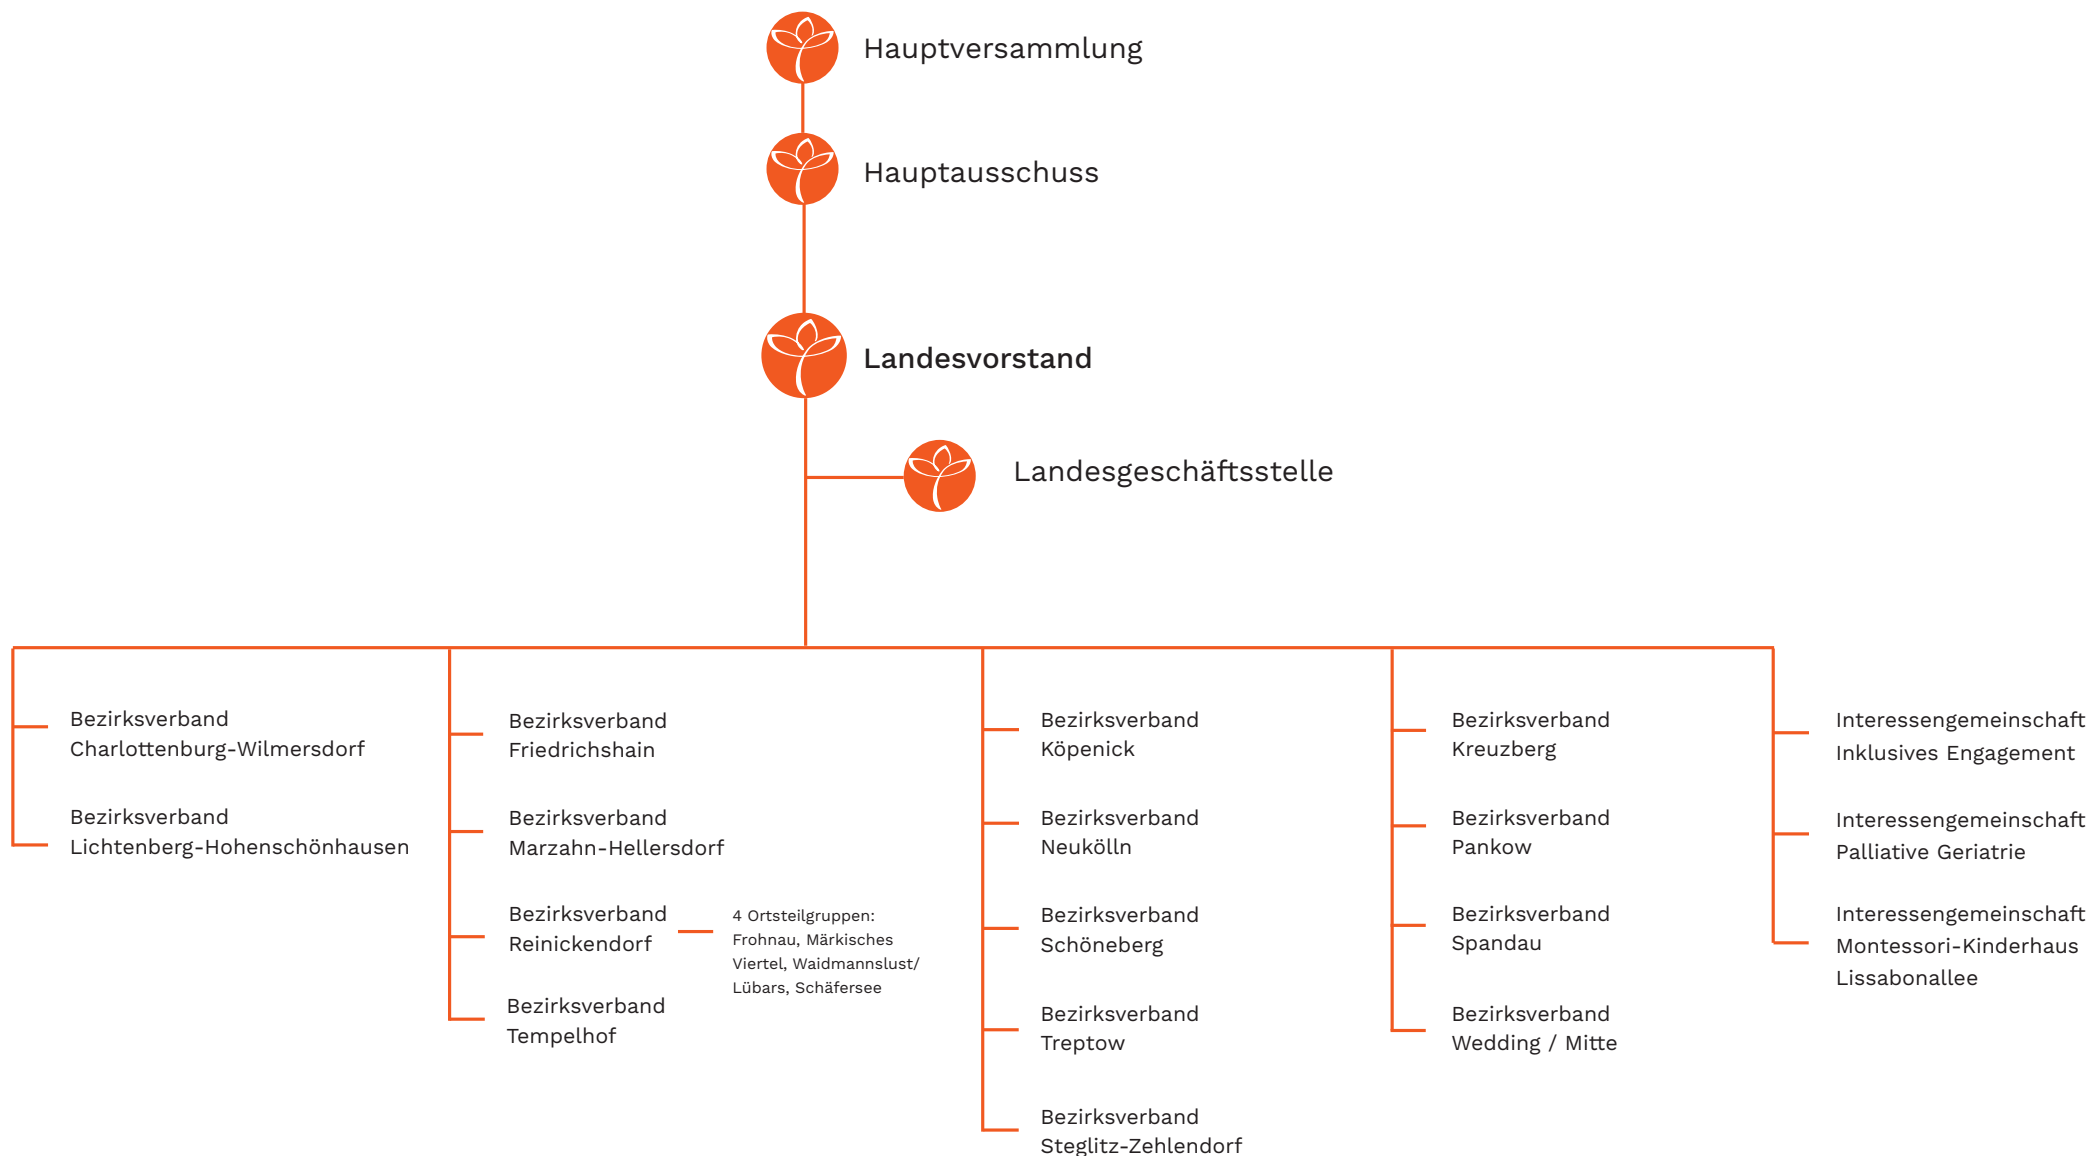 Hauptversammlung
Hauptausschuss
Landesvorstand
Landesgeschäftsstelle
Bezirksverband
Charlottenburg-Wilmersdorf
Bezirksverband
Lichtenberg-Hohenschönhausen
Bezirksverband
Friedrichshain
Bezirksverband
Marzahn-Hellersdorf
Bezirksverband
Reinickendorf
4 Ortsteilgruppen:
Frohnau, Märkisches
Viertel, Waidmannslust/
Lübars, Schäfersee
Bezirksverband
Tempelhof
Bezirksverband
Köpenick
Bezirksverband
Neukölln
Bezirksverband
Schöneberg
Bezirksverband
Treptow
Bezirksverband
Steglitz-Zehlendorf
Bezirksverband
Kreuzberg
Bezirksverband
Pankow
Bezirksverband
Spandau
Bezirksverband
Wedding / Mitte
Interessengemeinschaft
Inklusives Engagement
Interessengemeinschaft
Palliative Geriatrie
Interessengemeinschaft
Montessori-Kinderhaus
Lissabonallee